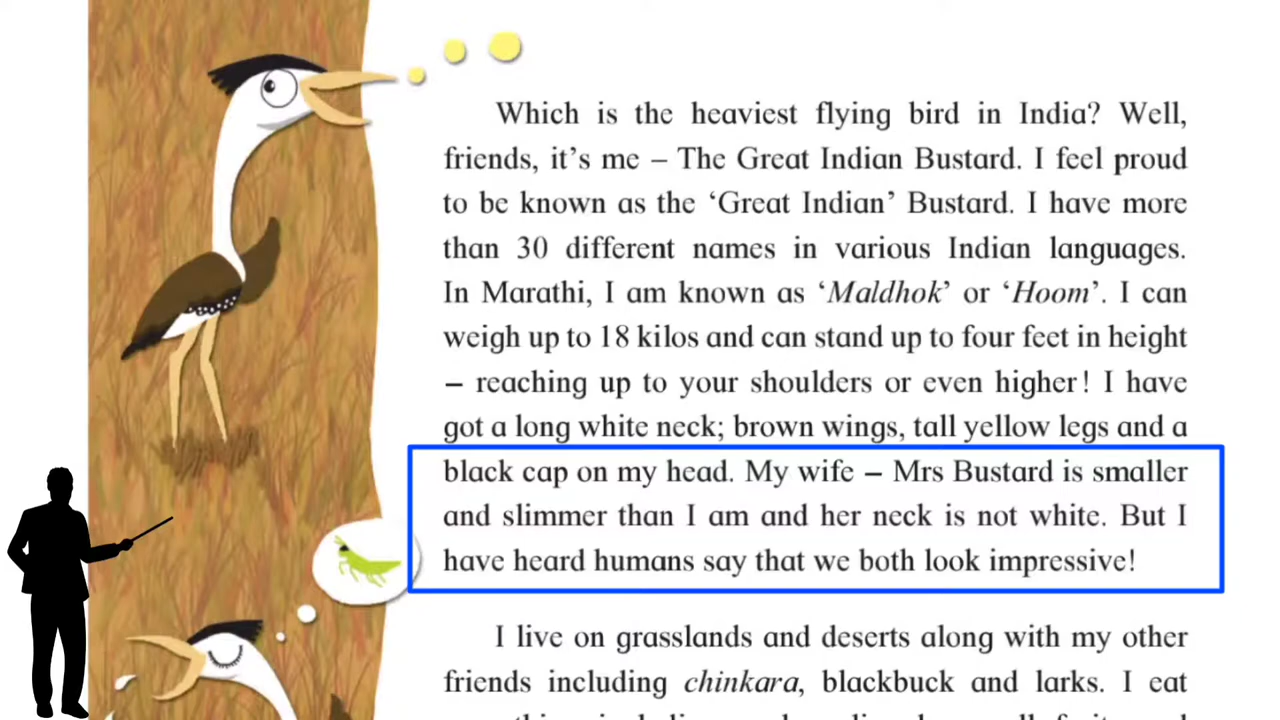 Which is the heaviest flying bird in India? Well,
friends, it’s me – The Great Indian Bustard. I feel proud
to be known as the ‘Great Indian’ Bustard. I have more
than 30 different names in various Indian languages.
In Marathi, I am known as ‘Maldhok’ or ‘Hoom’. I can
weigh up to 18 kilos and can stand up to four feet in height
– reaching up to your shoulders or even higher! I have
got a long white neck; brown wings, tall yellow legs and a
black cap on my head. My wife – Mrs Bustard is smaller
and slimmer than I am and her neck is not white. But I
have heard humans say that we both look impressive!
I live on grasslands and deserts along with my other
friends including chinkara, blackbuck and larks. I eat